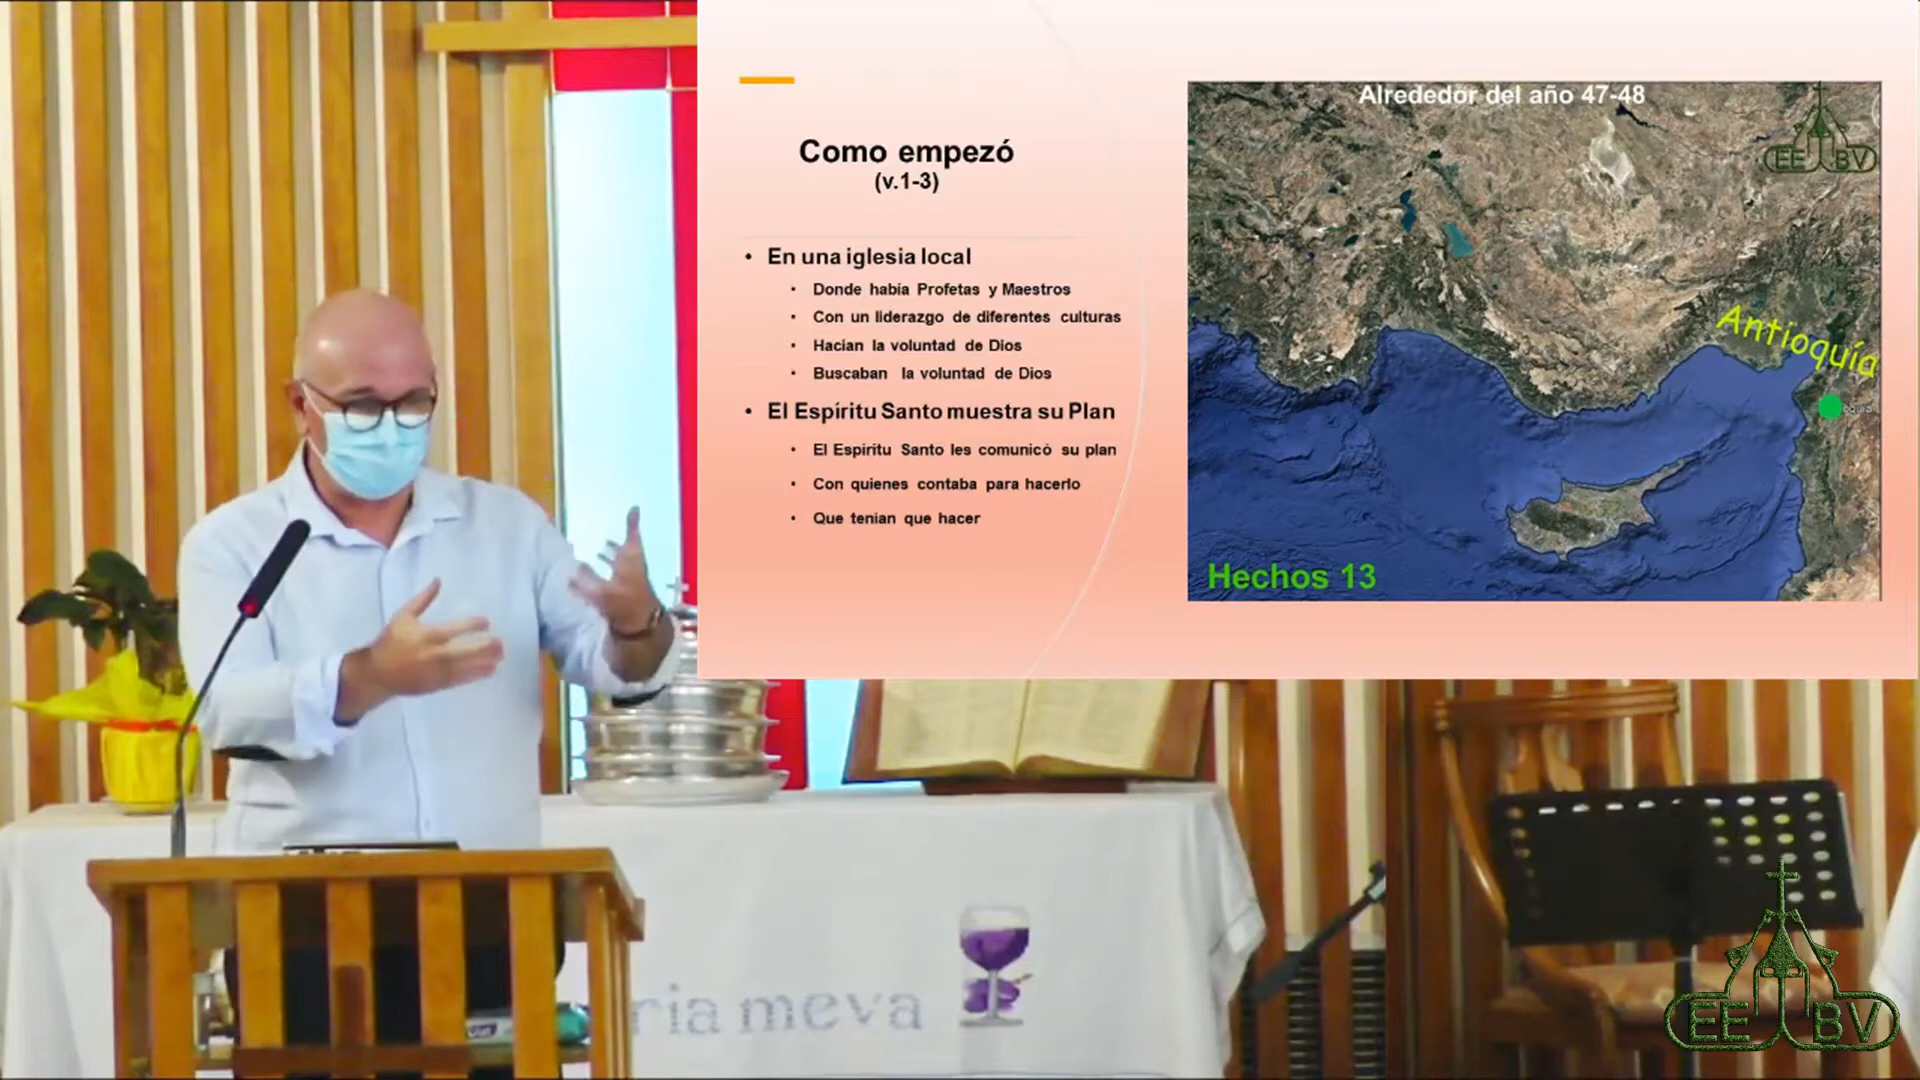 Como empezó
(v.1-3)
• En una iglesia local
• Donde había Profetas y Maestros
• Con un liderazgo de diferentes culturas
• Hacian la voluntad de Dios
• Buscaban la voluntad de Dios
• El Espíritu Santo muestra su Plan
• El Espíritu Santo les comunicó su plan
• Con quienes contaba para hacerlo
• Que tenian que hacer
Alrededor del año 47-48
EE BV
Antioquía
Hechos 13
ria meva
EE BV